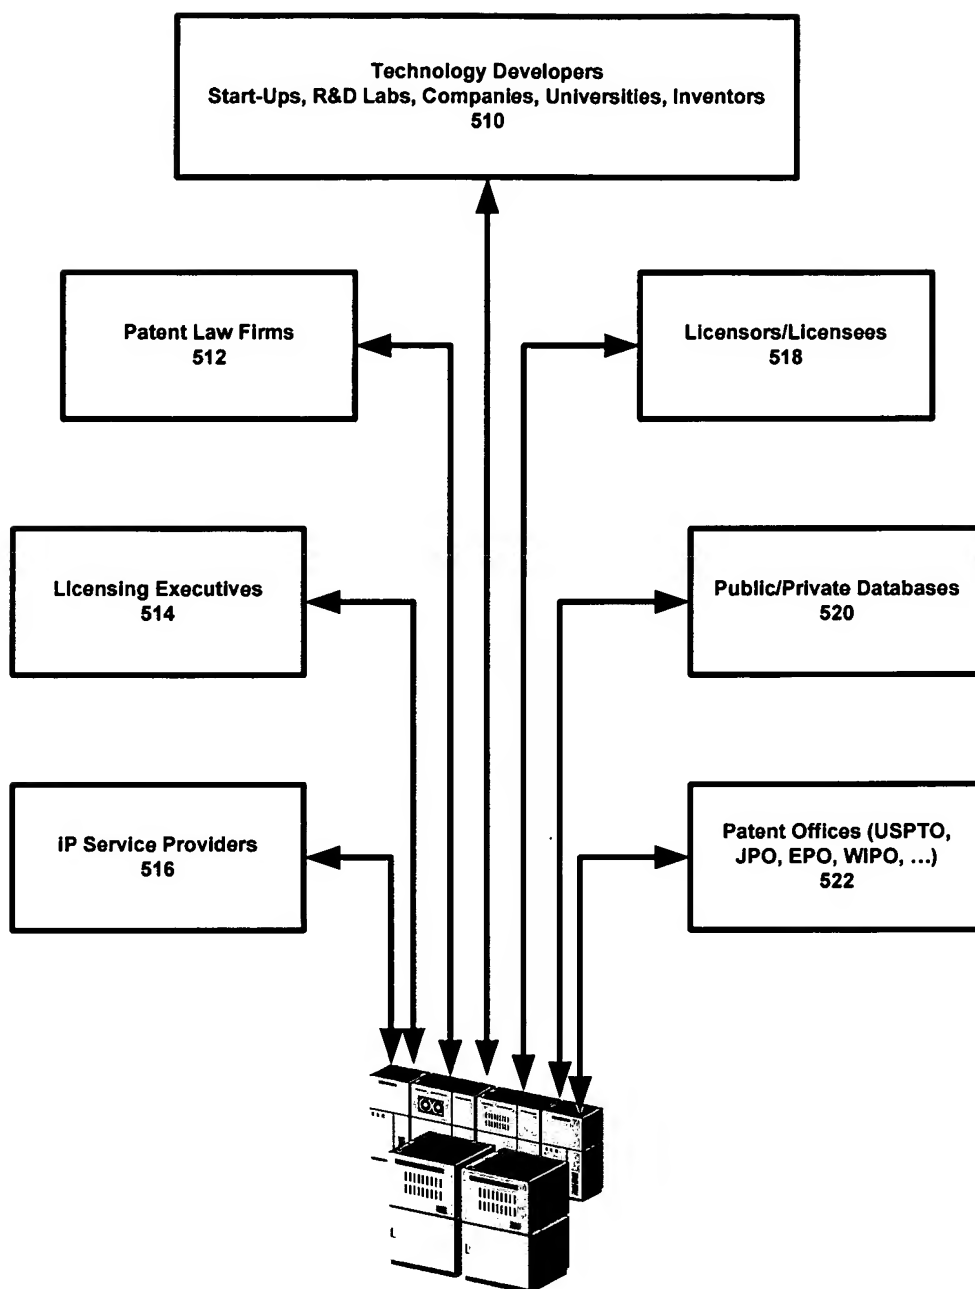 Technology Developers
Start-Ups, R&D Labs, Companies, Universities, Inventors
510
Patent Law Firms
512
Licensors/Licensees
518
Licensing Executives
514
Public/Private Databases
520
IP Service Providers
516
Patent Offices (USPTO,
JPO, EPO, WIPO, ...)
522